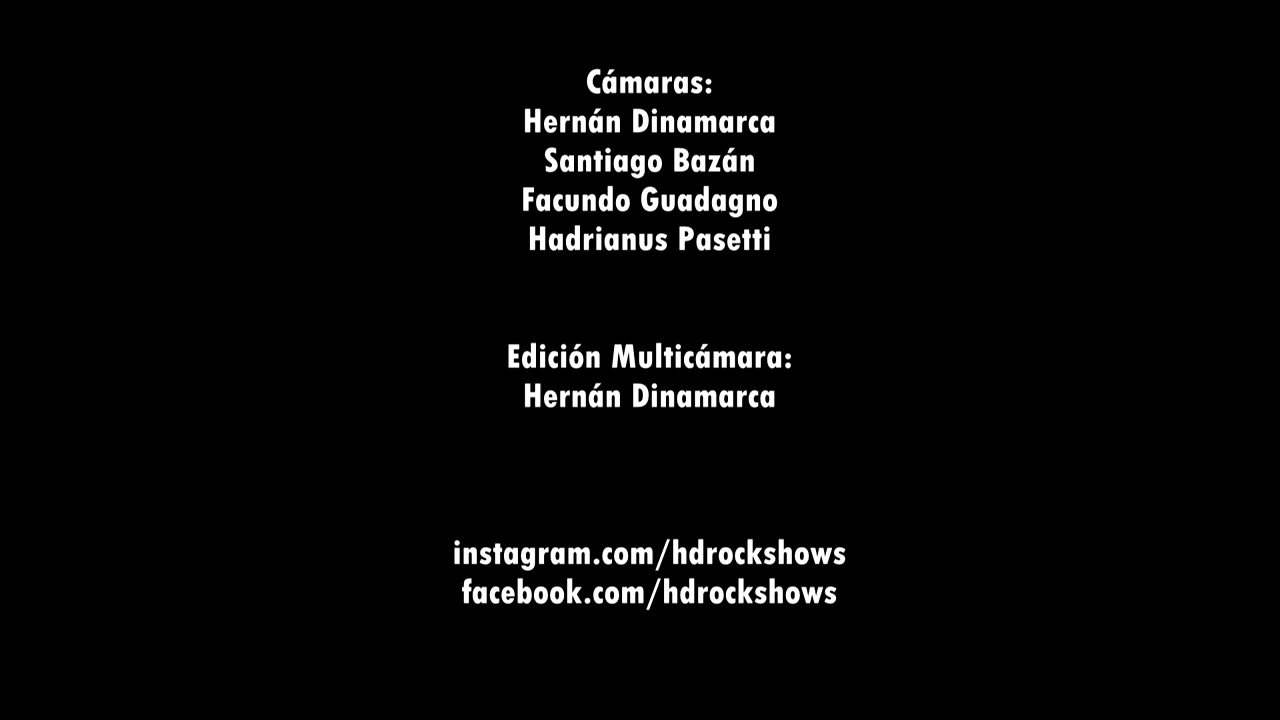 Cámaras:
Hernán Dinamarca
Santiago Bazán
Facundo Guadagno
Hadrianus Pasetti
Edición Multicámara:
Hernán Dinamarca
instagram.com/hdrockshows
facebook.com/hdrockshows